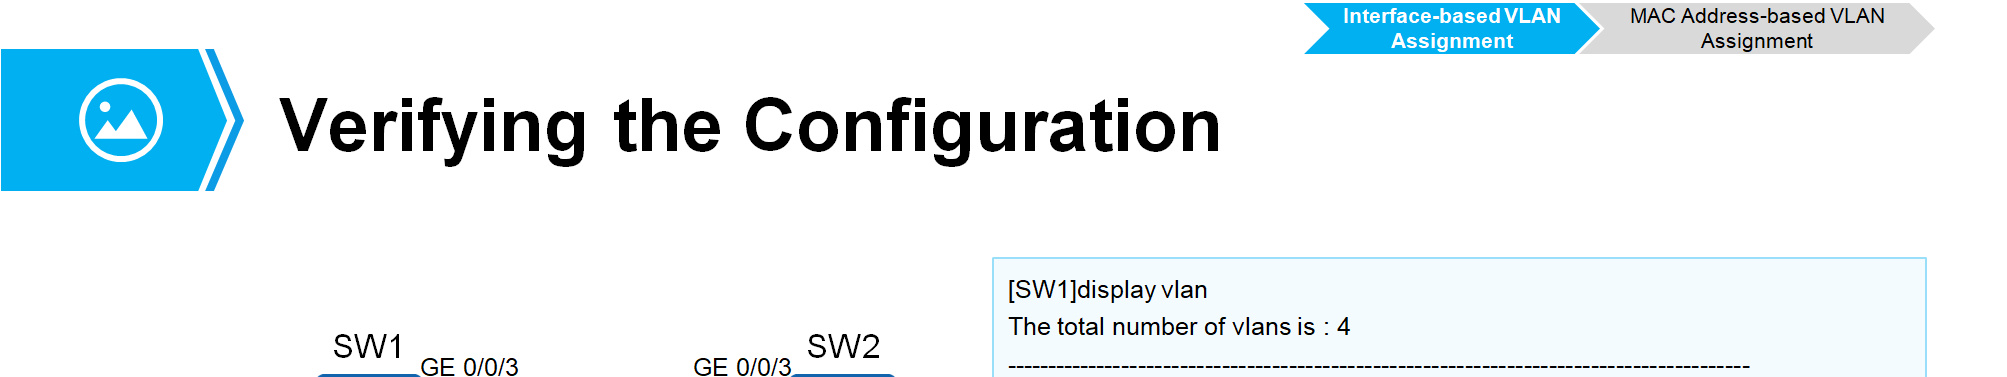 Interface-based VLAN
Assignment
MAC Address-based VLAN
Assignment
Verifying the Configuration
[SW1]display vlan
The total number of vlans is : 4
------------------------------------------------------------------------------------------
SW1
GE 0/0/3
GE 0/0/3
SW2